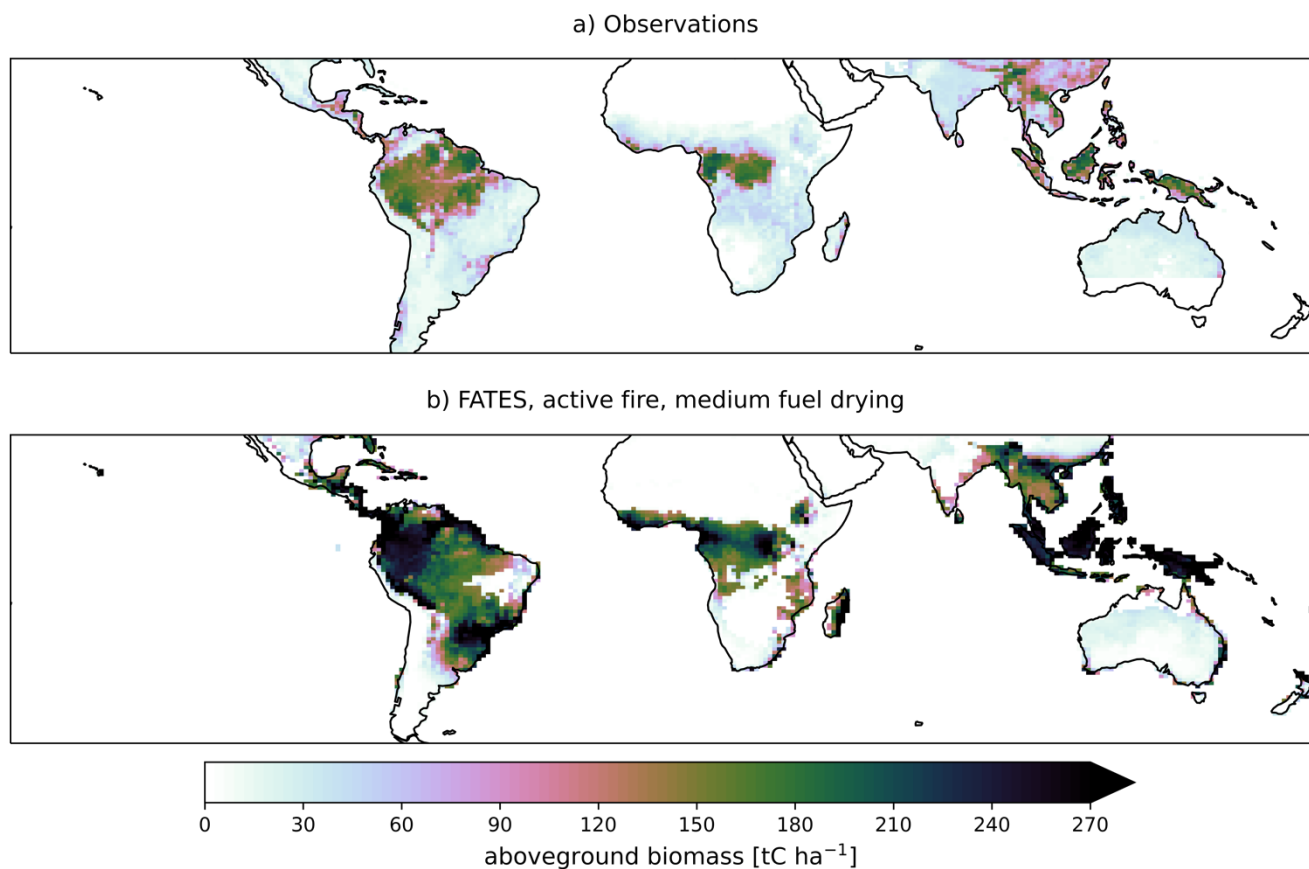 a) Observations
b) FATES, active fire, medium fuel drying
0 30 60 90 120 150 180 210 240 270
aboveground biomass [tC ha⁻¹]